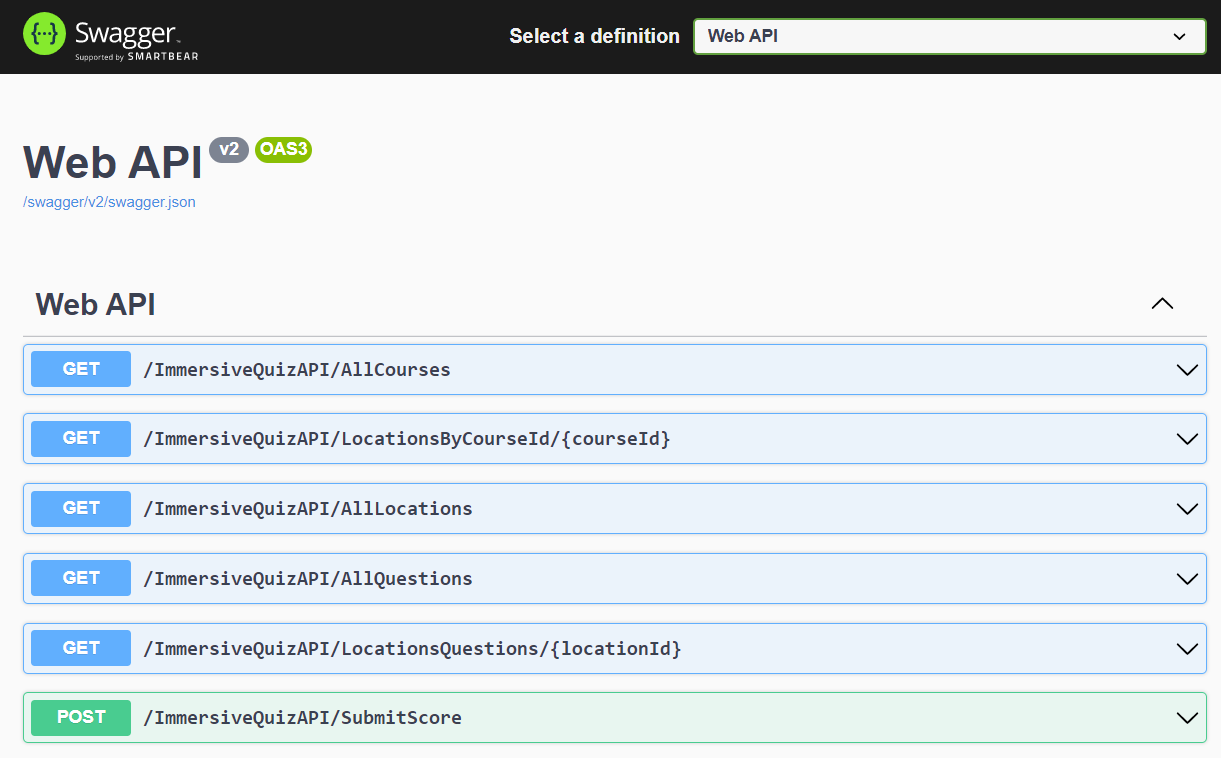 {···} Swagger™
Supported by SMARTBEAR
Select a definition
Web API
Web API v2 OAS3
/swagger/v2/swagger.json
Web API
GET /ImmersiveQuizAPI/AllCourses
GET /ImmersiveQuizAPI/LocationsByCourseId/{courseId}
GET /ImmersiveQuizAPI/AllLocations
GET /ImmersiveQuizAPI/AllQuestions
GET /ImmersiveQuizAPI/LocationsQuestions/{locationId}
POST /ImmersiveQuizAPI/SubmitScore